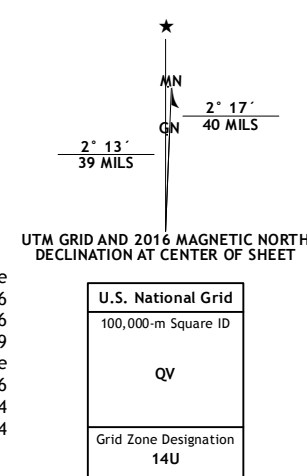 ★
MN
2° 17´
GN
40 MILS
2° 13´
39 MILS
UTM GRID AND 2016 MAGNETIC NORTH
DECLINATION AT CENTER OF SHEET
e
6
6
9
e
6
4
4
U.S. National Grid
100,000-m Square ID
QV
Grid Zone Designation
14U